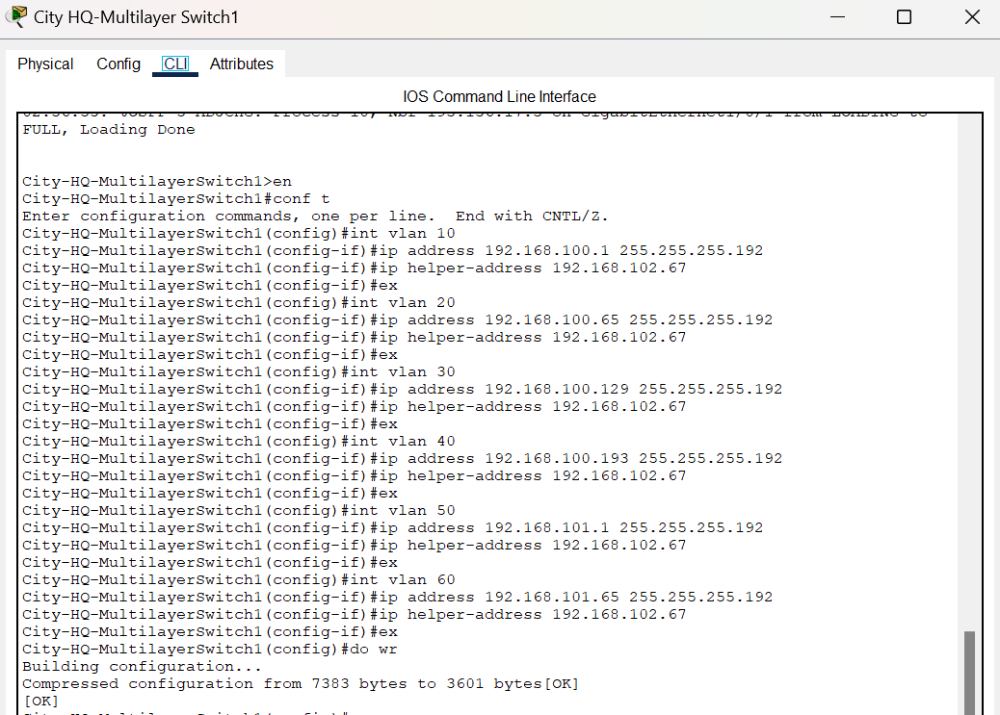 City HQ-Multilayer Switch1
Physical Config CLI Attributes
IOS Command Line Interface
FULL, Loading Done
City-HQ-MultilayerSwitch1>en
City-HQ-MultilayerSwitch1#conf t
Enter configuration commands, one per line.  End with CNTL/Z.
City-HQ-MultilayerSwitch1(config)#int vlan 10
City-HQ-MultilayerSwitch1(config-if)#ip address 192.168.100.1 255.255.255.192
City-HQ-MultilayerSwitch1(config-if)#ip helper-address 192.168.102.67
City-HQ-MultilayerSwitch1(config-if)#ex
City-HQ-MultilayerSwitch1(config)#int vlan 20
City-HQ-MultilayerSwitch1(config-if)#ip address 192.168.100.65 255.255.255.192
City-HQ-MultilayerSwitch1(config-if)#ip helper-address 192.168.102.67
City-HQ-MultilayerSwitch1(config-if)#ex
City-HQ-MultilayerSwitch1(config)#int vlan 30
City-HQ-MultilayerSwitch1(config-if)#ip address 192.168.100.129 255.255.255.192
City-HQ-MultilayerSwitch1(config-if)#ip helper-address 192.168.102.67
City-HQ-MultilayerSwitch1(config-if)#ex
City-HQ-MultilayerSwitch1(config)#int vlan 40
City-HQ-MultilayerSwitch1(config-if)#ip address 192.168.100.193 255.255.255.192
City-HQ-MultilayerSwitch1(config-if)#ip helper-address 192.168.102.67
City-HQ-MultilayerSwitch1(config-if)#ex
City-HQ-MultilayerSwitch1(config)#int vlan 50
City-HQ-MultilayerSwitch1(config-if)#ip address 192.168.101.1 255.255.255.192
City-HQ-MultilayerSwitch1(config-if)#ip helper-address 192.168.102.67
City-HQ-MultilayerSwitch1(config-if)#ex
City-HQ-MultilayerSwitch1(config)#int vlan 60
City-HQ-MultilayerSwitch1(config-if)#ip address 192.168.101.65 255.255.255.192
City-HQ-MultilayerSwitch1(config-if)#ip helper-address 192.168.102.67
City-HQ-MultilayerSwitch1(config-if)#ex
City-HQ-MultilayerSwitch1(config)#do wr
Building configuration...
Compressed configuration from 7383 bytes to 3601 bytes[OK]
[OK]